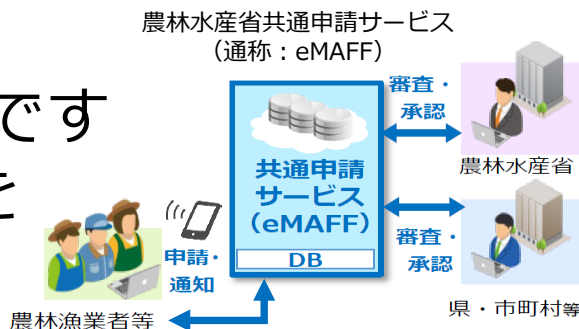 農林水産省共通申請サービス
（通称：eMAFF）
です
と
審査・
承認
共通申請
サービス
（eMAFF）
DB
農林水産省
申請・
通知
審査・
承認
農林漁業者等
県・市町村等